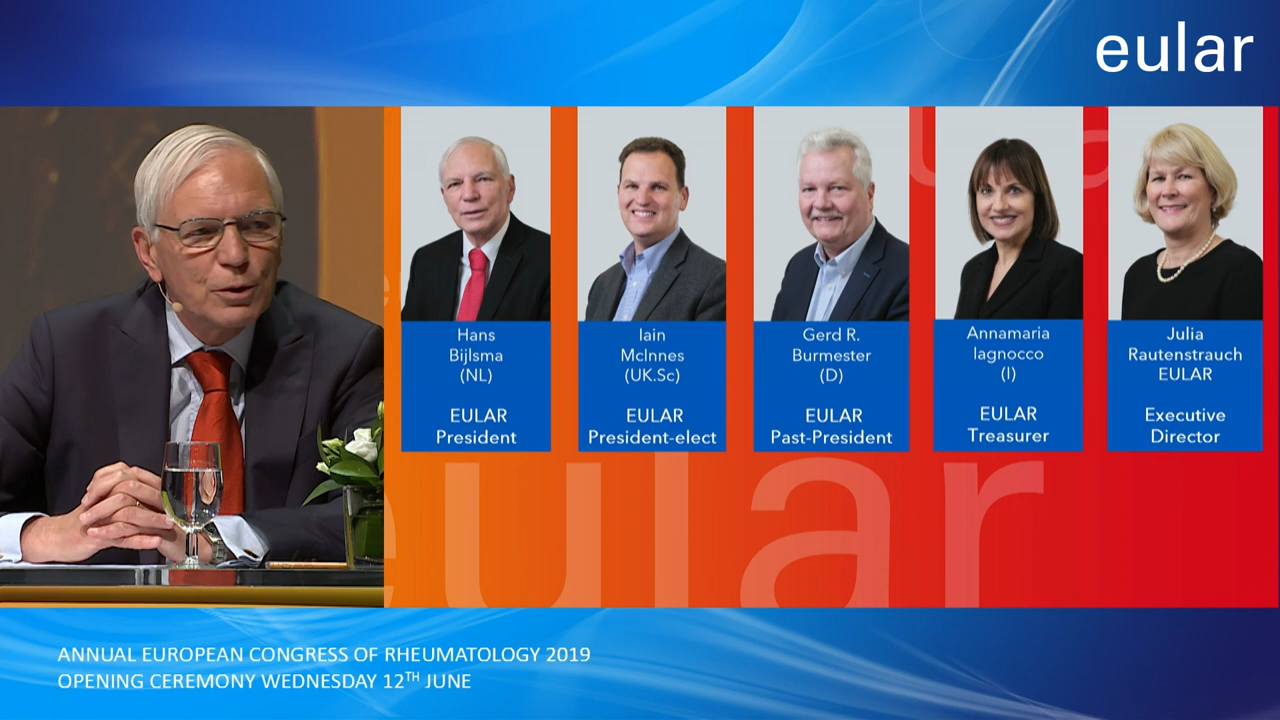 eular
Hans
Bijlsma
(NL)
EULAR
President
Iain
McInnes
(UK.Sc)
EULAR
President-elect
Gerd R.
Burmester
(D)
EULAR
Past-President
Annamaria
Iagnocco
(I)
EULAR
Treasurer
Julia
Rautenstrauch
EULAR
Executive
Director
eular
ANNUAL EUROPEAN CONGRESS OF RHEUMATOLOGY 2019
OPENING CEREMONY WEDNESDAY 12TH JUNE